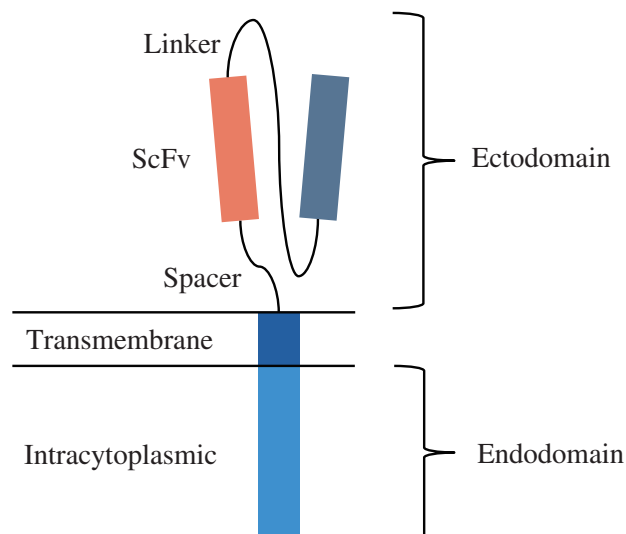 Linker
ScFv
Ectodomain
Spacer
Transmembrane
Intracytoplasmic
Endodomain